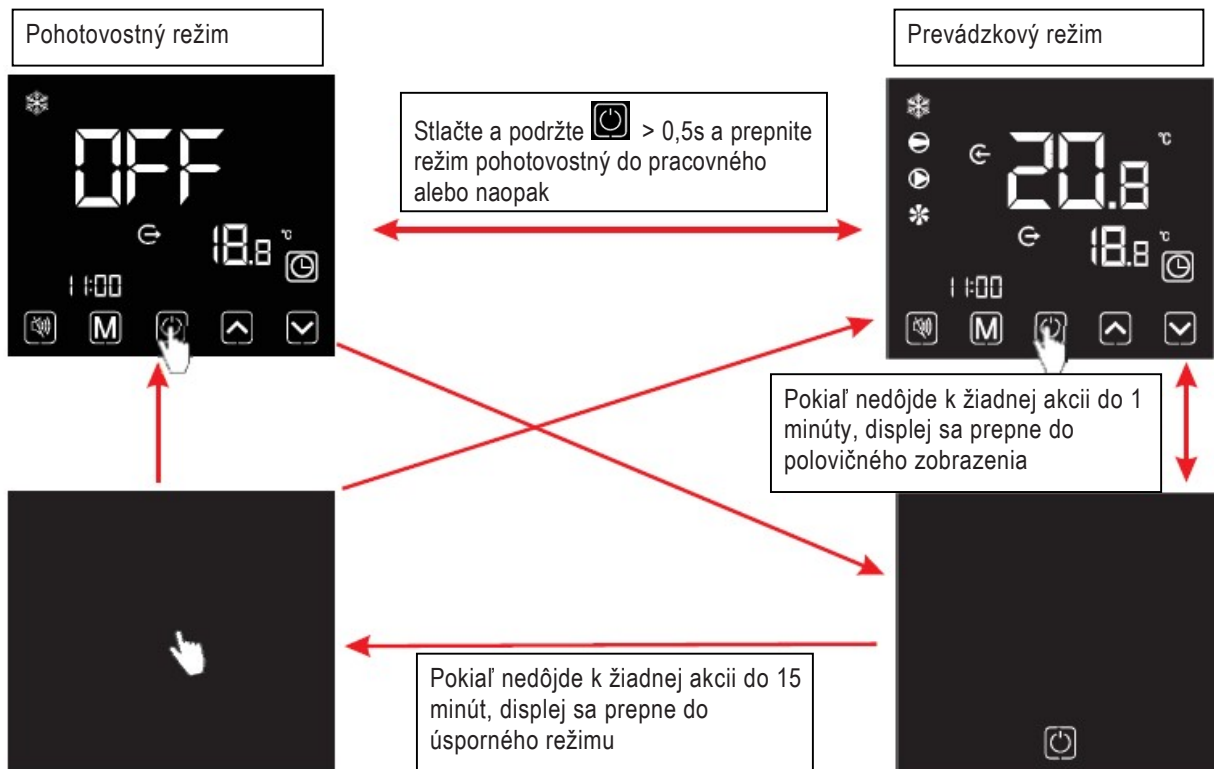 Pohotovostný režim
Prevádzkový režim
OFF
18.8 °C
11:00
M
Stlačte a podržte > 0,5s a prepnite
režim pohotovostný do pracovného
alebo naopak
20.8 °C
18.8 °C
11:00
M
Pokiaľ nedôjde k žiadnej akcii do 1
minúty, displej sa prepne do
polovičného zobrazenia
Pokiaľ nedôjde k žiadnej akcii do 15
minút, displej sa prepne do
úsporného režimu